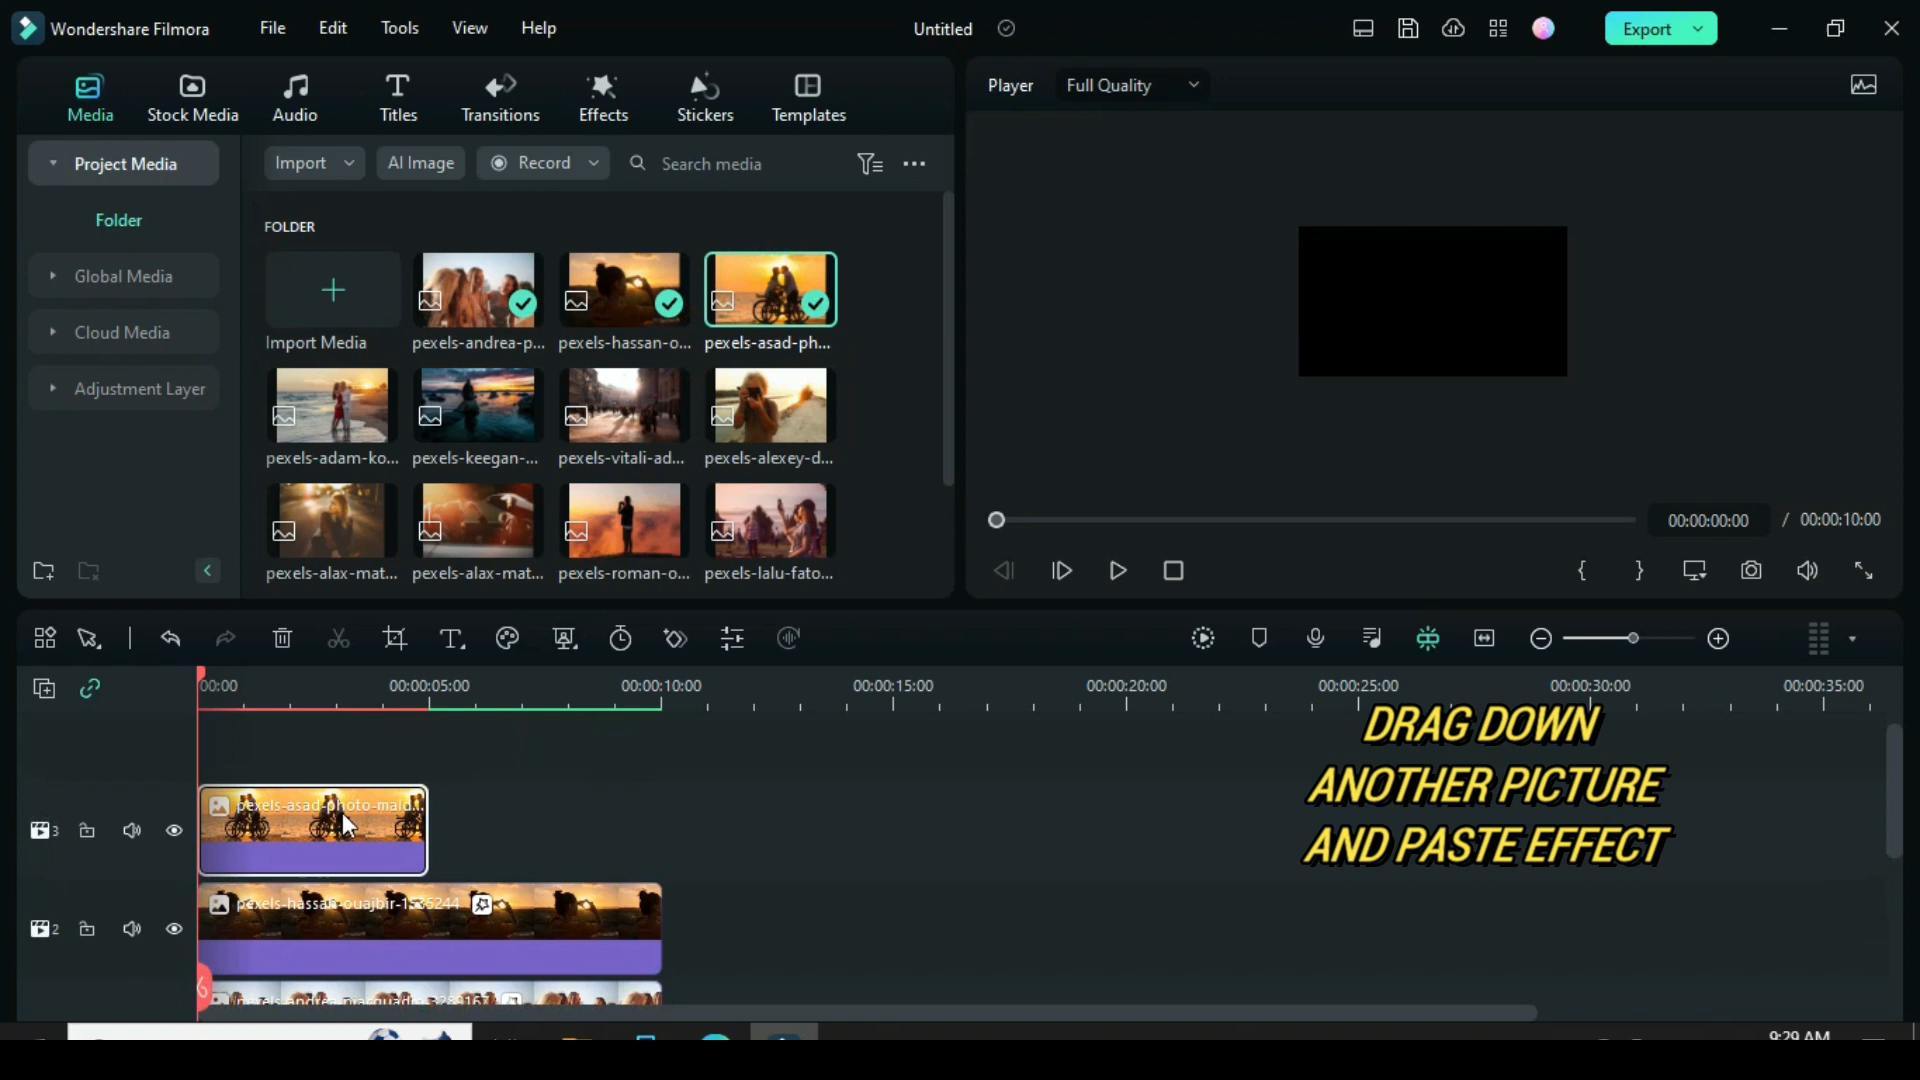 Wondershare Filmora
File Edit Tools View Help
Untitled
Export
Media Stock Media Audio Titles Transitions Effects Stickers Templates
Player Full Quality
Project Media
Import AI Image Record Search media
Folder
Global Media
Cloud Media
Adjustment Layer
FOLDER
Import Media pexels-andrea-p... pexels-hassan-o... pexels-asad-ph...
pexels-adam-ko... pexels-keegan-... pexels-vitali-ad... pexels-alexey-d...
pexels-alax-mat... pexels-alax-mat... pexels-roman-o... pexels-lalu-fato...
00:00:00:00 / 00:00:10:00
{ }
00:00 00:00:05:00 00:00:10:00 00:00:15:00 00:00:20:00 00:00:25:00 00:00:30:00 00:00:35:00
DRAG DOWN
ANOTHER PICTURE
AND PASTE EFFECT
3
pexels-asad-photo-mald...
2
pexels-hassan-ouajbir-1535244
9:29 AM